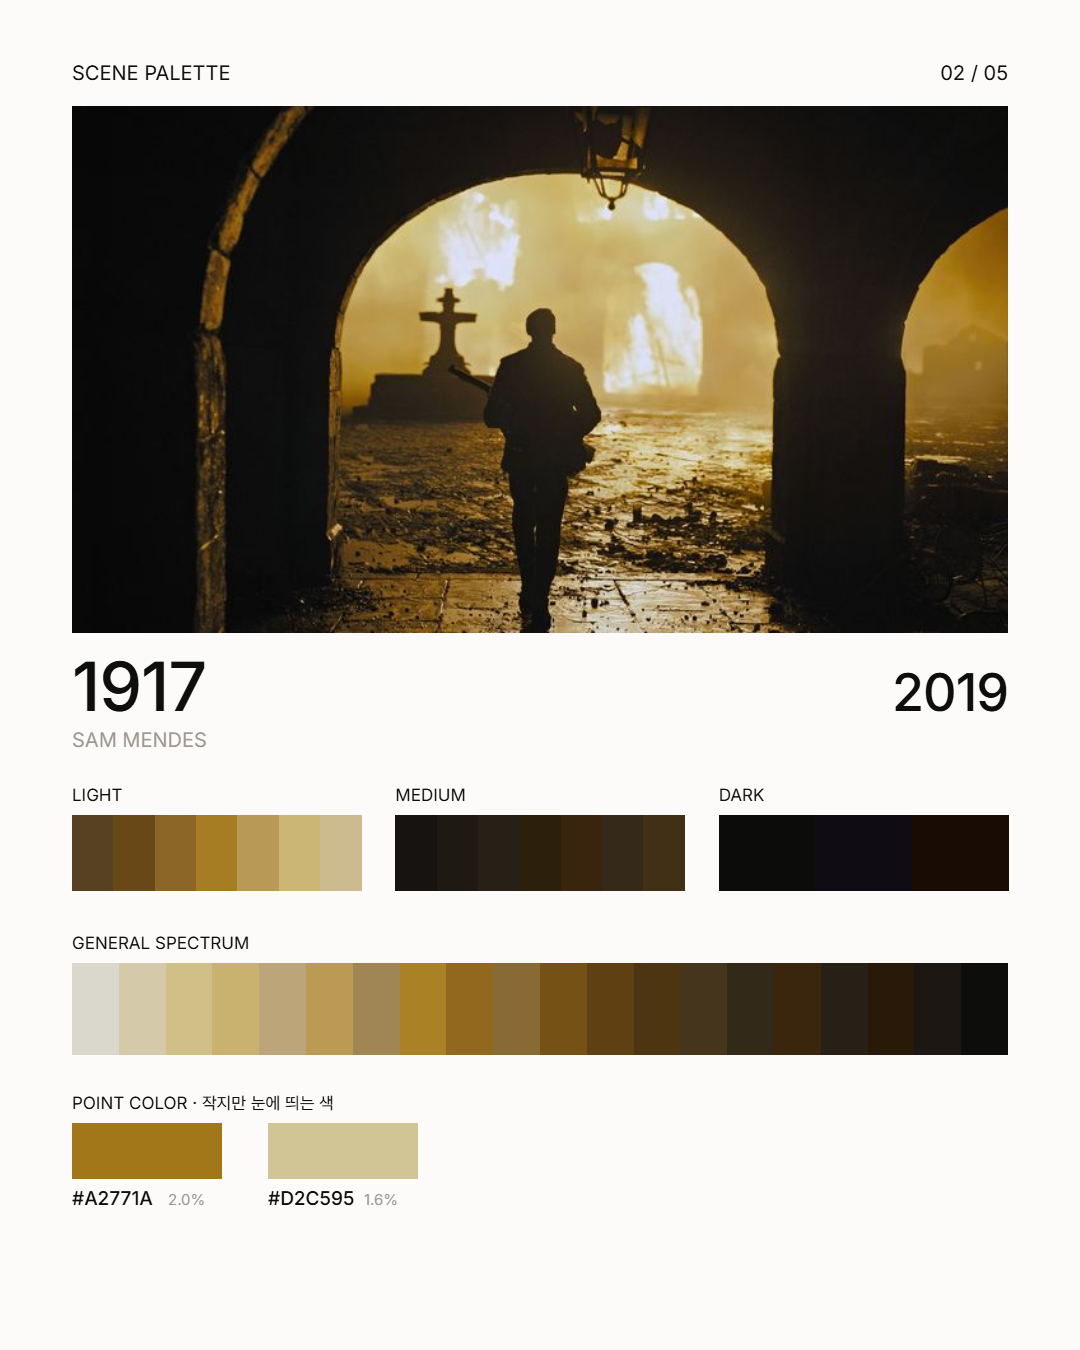 SCENE PALETTE 02 / 05
1917 2019
SAM MENDES
LIGHT MEDIUM DARK
GENERAL SPECTRUM
POINT COLOR · 작지만 눈에 띄는 색
#A2771A 2.0% #D2C595 1.6%